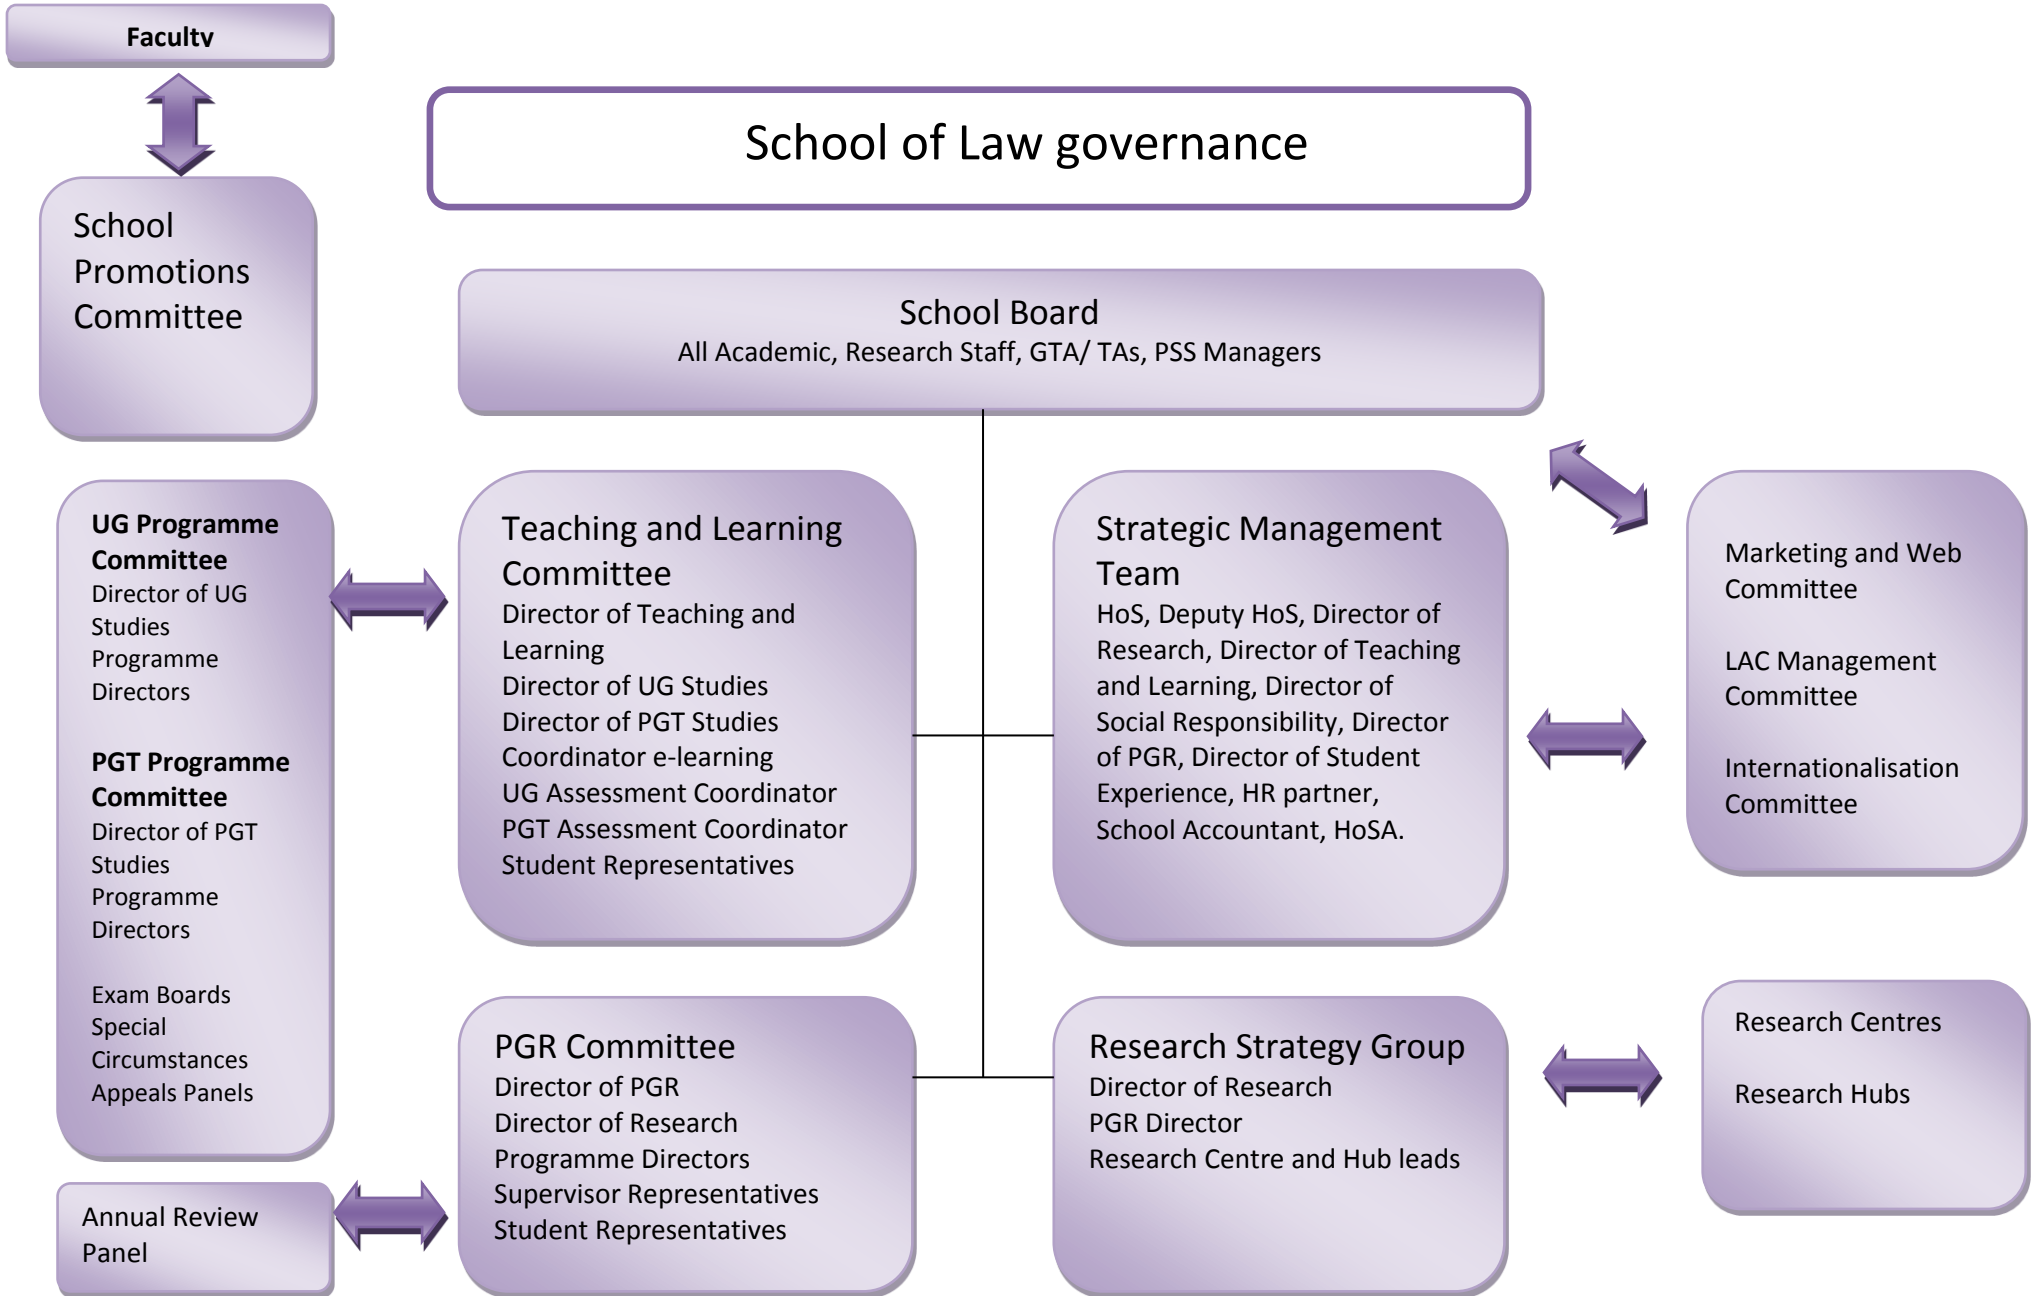 Faculty
School of Law governance
School
Promotions
Committee
School Board
All Academic, Research Staff, GTA/ TAs, PSS Managers
UG Programme
Committee
Director of UG
Studies
Programme
Directors
PGT Programme
Committee
Director of PGT
Studies
Programme
Directors
Exam Boards
Special
Circumstances
Appeals Panels
Teaching and Learning
Committee
Director of Teaching and
Learning
Director of UG Studies
Director of PGT Studies
Coordinator e-learning
UG Assessment Coordinator
PGT Assessment Coordinator
Student Representatives
Strategic Management
Team
HoS, Deputy HoS, Director of
Research, Director of Teaching
and Learning, Director of
Social Responsibility, Director
of PGR, Director of Student
Experience, HR partner,
School Accountant, HoSA.
Marketing and Web
Committee
LAC Management
Committee
Internationalisation
Committee
Annual Review
Panel
PGR Committee
Director of PGR
Director of Research
Programme Directors
Supervisor Representatives
Student Representatives
Research Strategy Group
Director of Research
PGR Director
Research Centre and Hub leads
Research Centres
Research Hubs